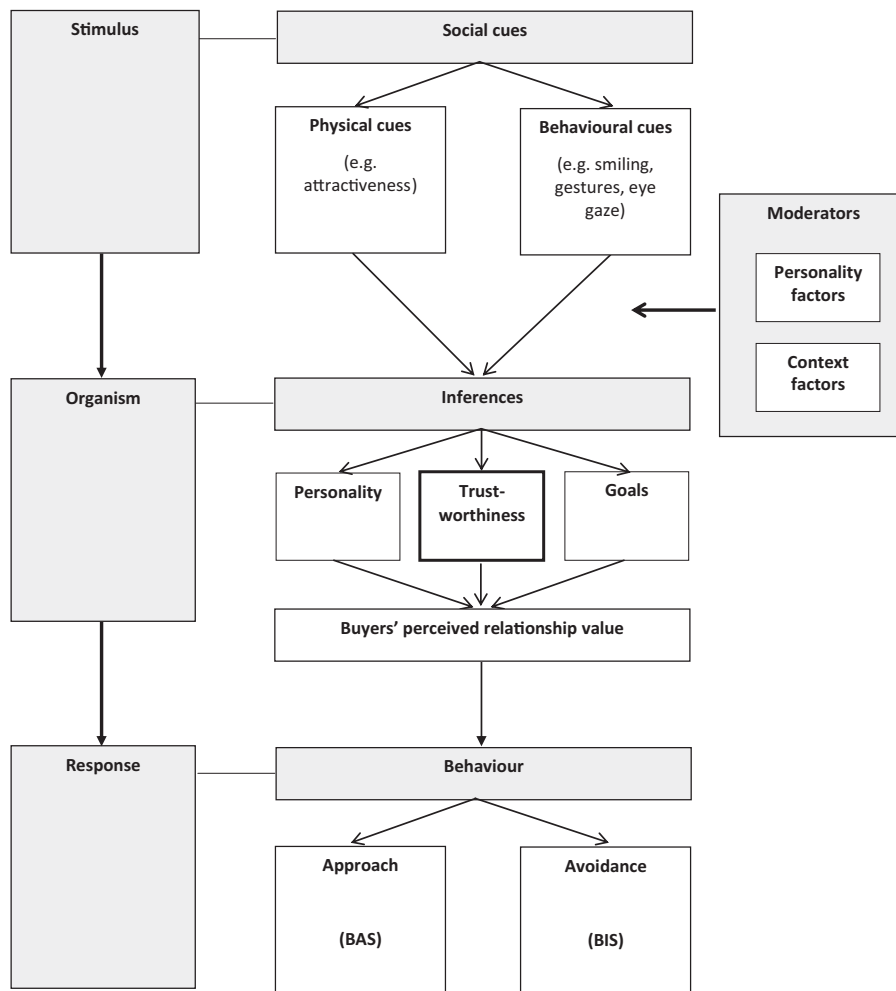 Stimulus
Social cues
Physical cues
(e.g.
attractiveness)
Behavioural cues
(e.g. smiling,
gestures, eye
gaze)
Moderators
Personality
factors
Context
factors
Organism
Inferences
Personality
Trust-
worthiness
Goals
Buyers’ perceived relationship value
Response
Behaviour
Approach
(BAS)
Avoidance
(BIS)